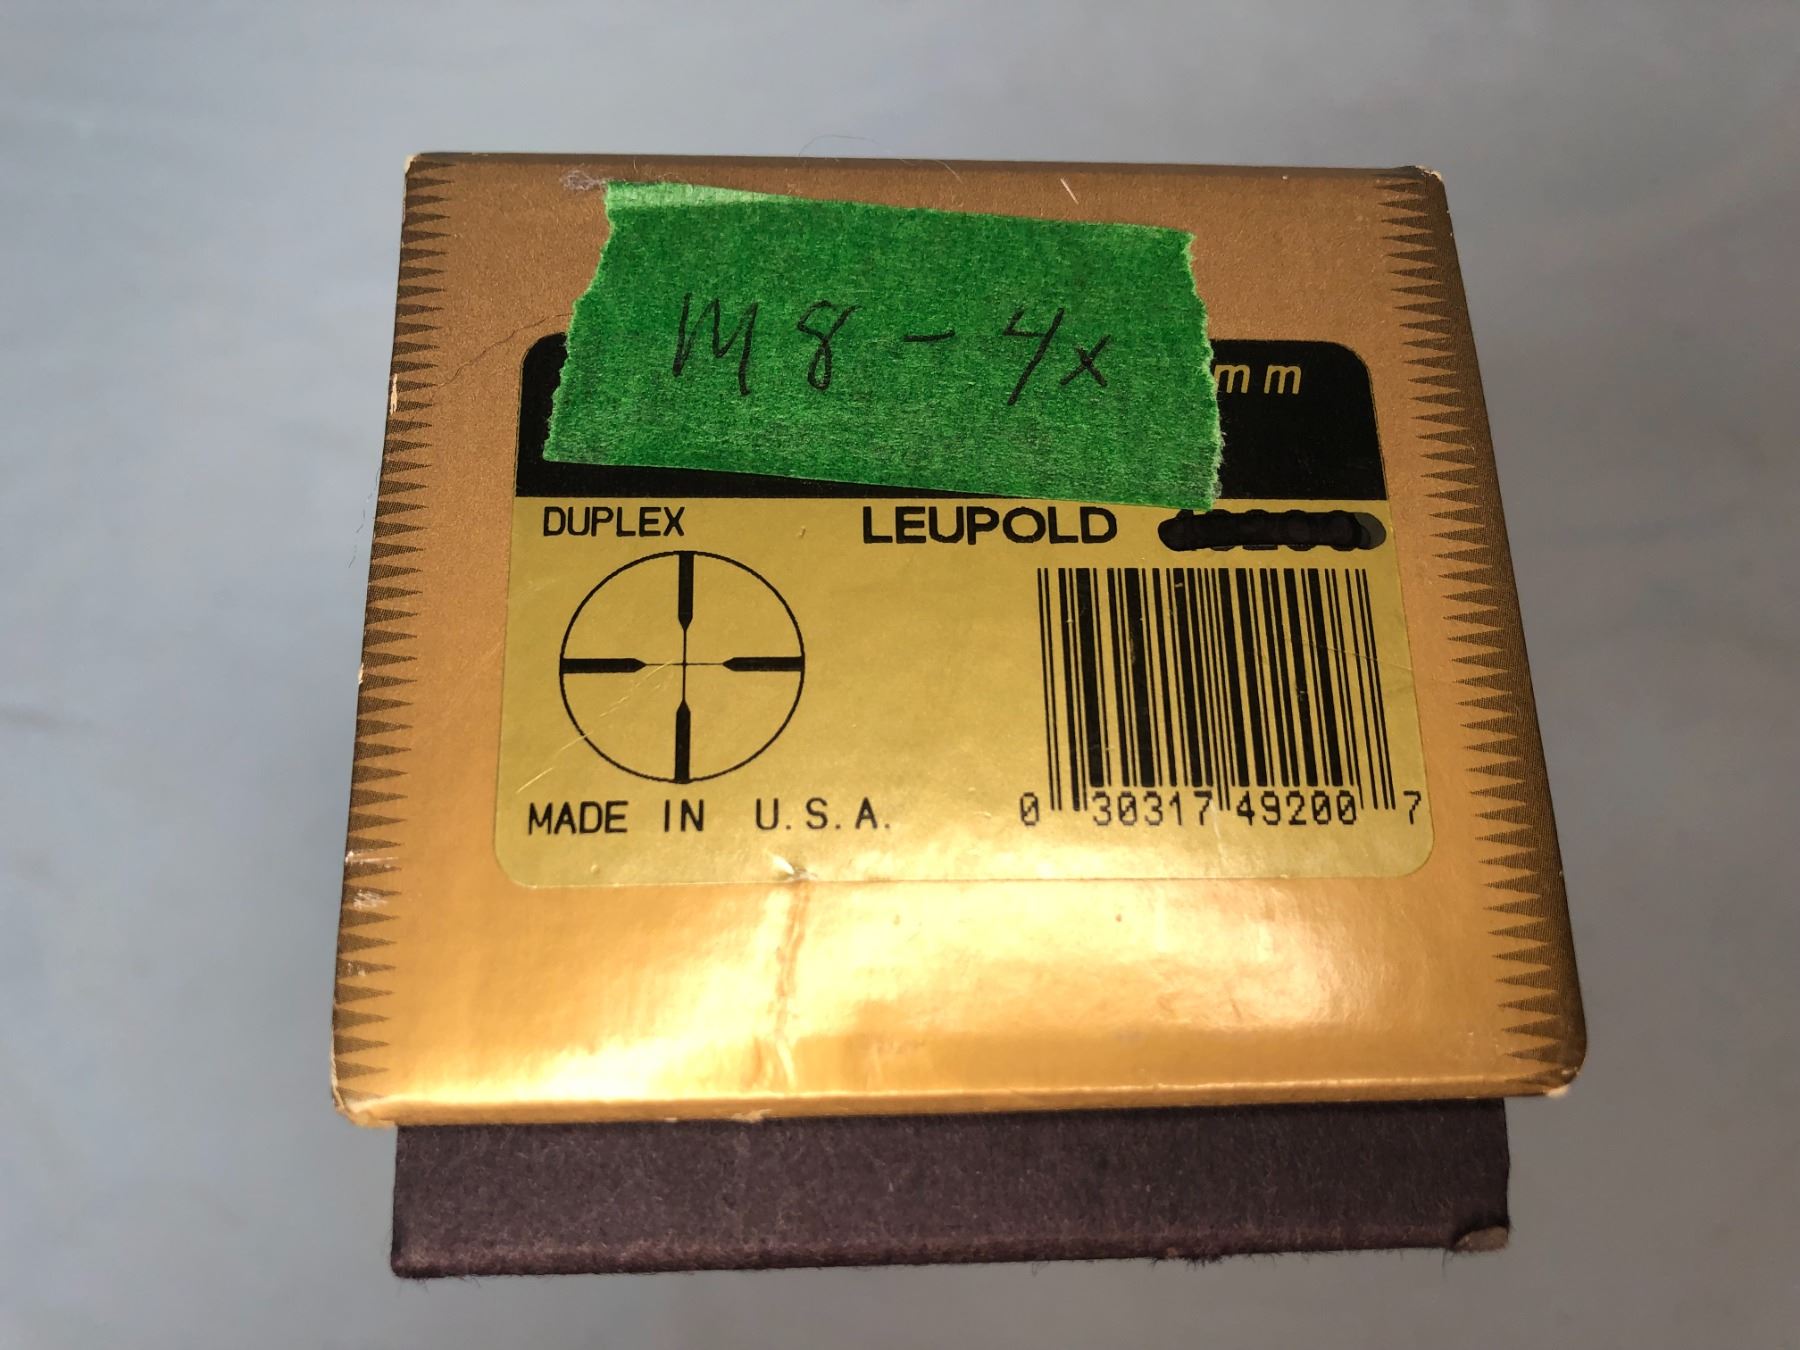 M8-4x
mm
DUPLEX LEUPOLD
MADE IN U.S.A.
0 30317 49200 7